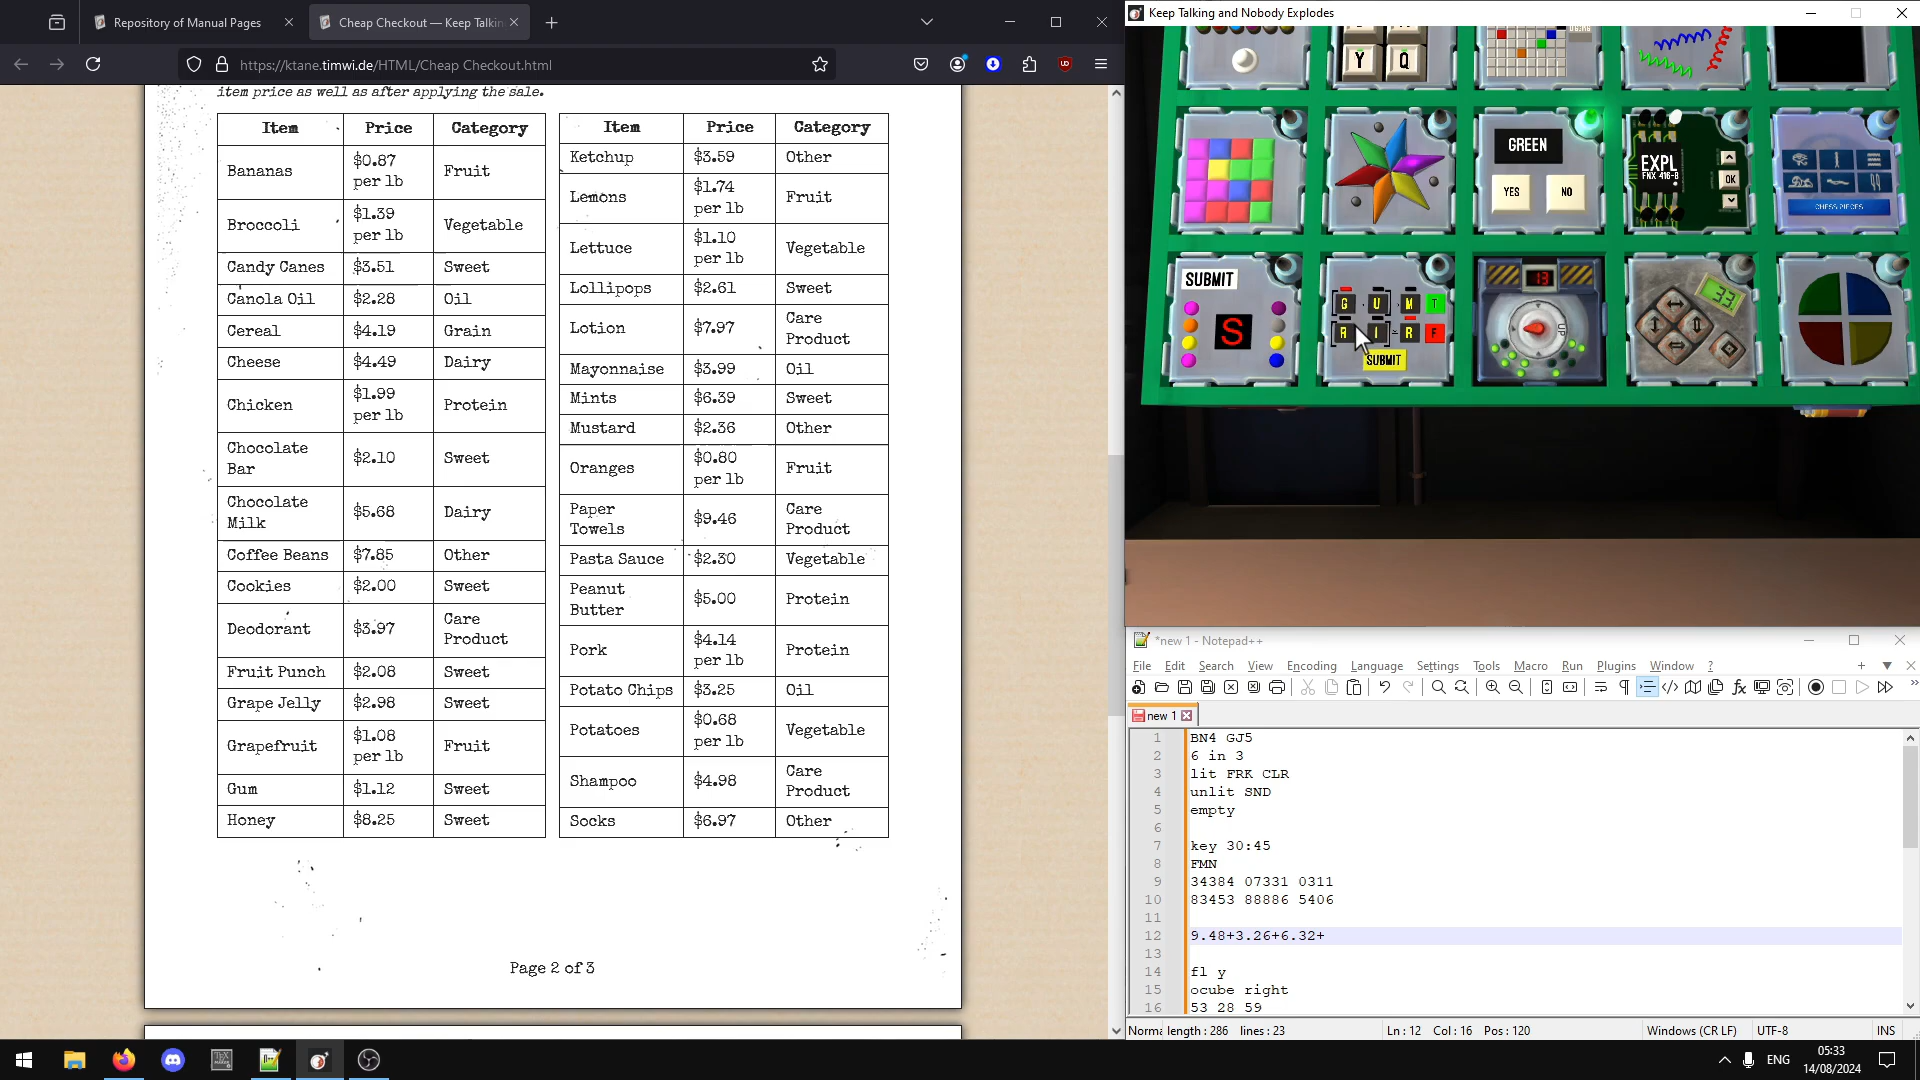 Repository of Manual Pages
Cheap Checkout — Keep Talkin
https://ktane.timwi.de/HTML/Cheap Checkout.html
item price as well as after applying the sale.
Item Price Category
Bananas $0.87 per lb Fruit
Broccoli $1.39 per lb Vegetable
Candy Canes $3.51 Sweet
Canola Oil $2.28 Oil
Cereal $4.19 Grain
Cheese $4.49 Dairy
Chicken $1.99 per lb Protein
Chocolate Bar $2.10 Sweet
Chocolate Milk $5.68 Dairy
Coffee Beans $7.85 Other
Cookies $2.00 Sweet
Deodorant $3.97 Care Product
Fruit Punch $2.08 Sweet
Grape Jelly $2.98 Sweet
Grapefruit $1.08 per lb Fruit
Gum $1.12 Sweet
Honey $8.25 Sweet
Item Price Category
Ketchup $3.59 Other
Lemons $1.74 per lb Fruit
Lettuce $1.10 per lb Vegetable
Lollipops $2.61 Sweet
Lotion $7.97 Care Product
Mayonnaise $3.99 Oil
Mints $6.39 Sweet
Mustard $2.36 Other
Oranges $0.80 per lb Fruit
Paper Towels $9.46 Care Product
Pasta Sauce $2.30 Vegetable
Peanut Butter $5.00 Protein
Pork $4.14 per lb Protein
Potato Chips $3.25 Oil
Potatoes $0.68 per lb Vegetable
Shampoo $4.98 Care Product
Socks $6.97 Other
Page 2 of 3
Keep Talking and Nobody Explodes
Y Q
GREEN
YES NO
EXPL
FNX 416-8
OK
CHESS PIECES
SUBMIT
S
G U M T
R I R F
SUBMIT
13
UP
33
*new 1 - Notepad++
File Edit Search View Encoding Language Settings Tools Macro Run Plugins Window ?
new 1
1 BN4 GJ5
2 6 in 3
3 lit FRK CLR
4 unlit SND
5 empty
6
7 key 30:45
8 FMN
9 34384 07331 0311
10 83453 88886 5406
11
12 9.48+3.26+6.32+
13
14 fl y
15 ocube right
16 53 28 59
Norma length : 286 lines : 23 Ln : 12 Col : 16 Pos : 120 Windows (CR LF) UTF-8 INS
ENG
05:33
14/08/2024